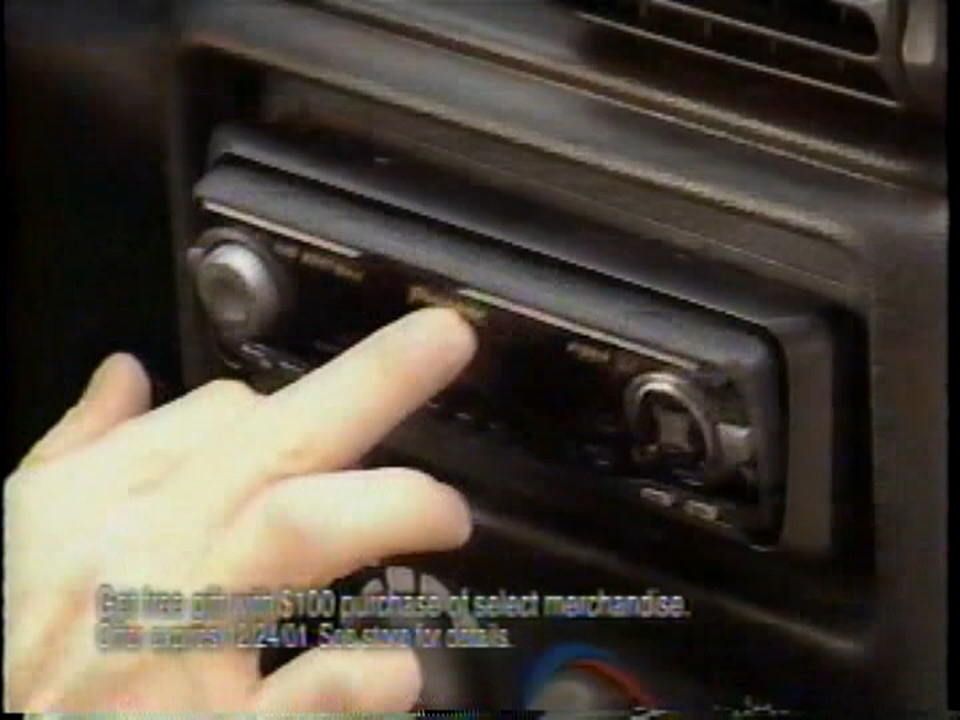 Get free gift with $100 purchase of select merchandise.
Offer expires 12/24/01. See store for details.